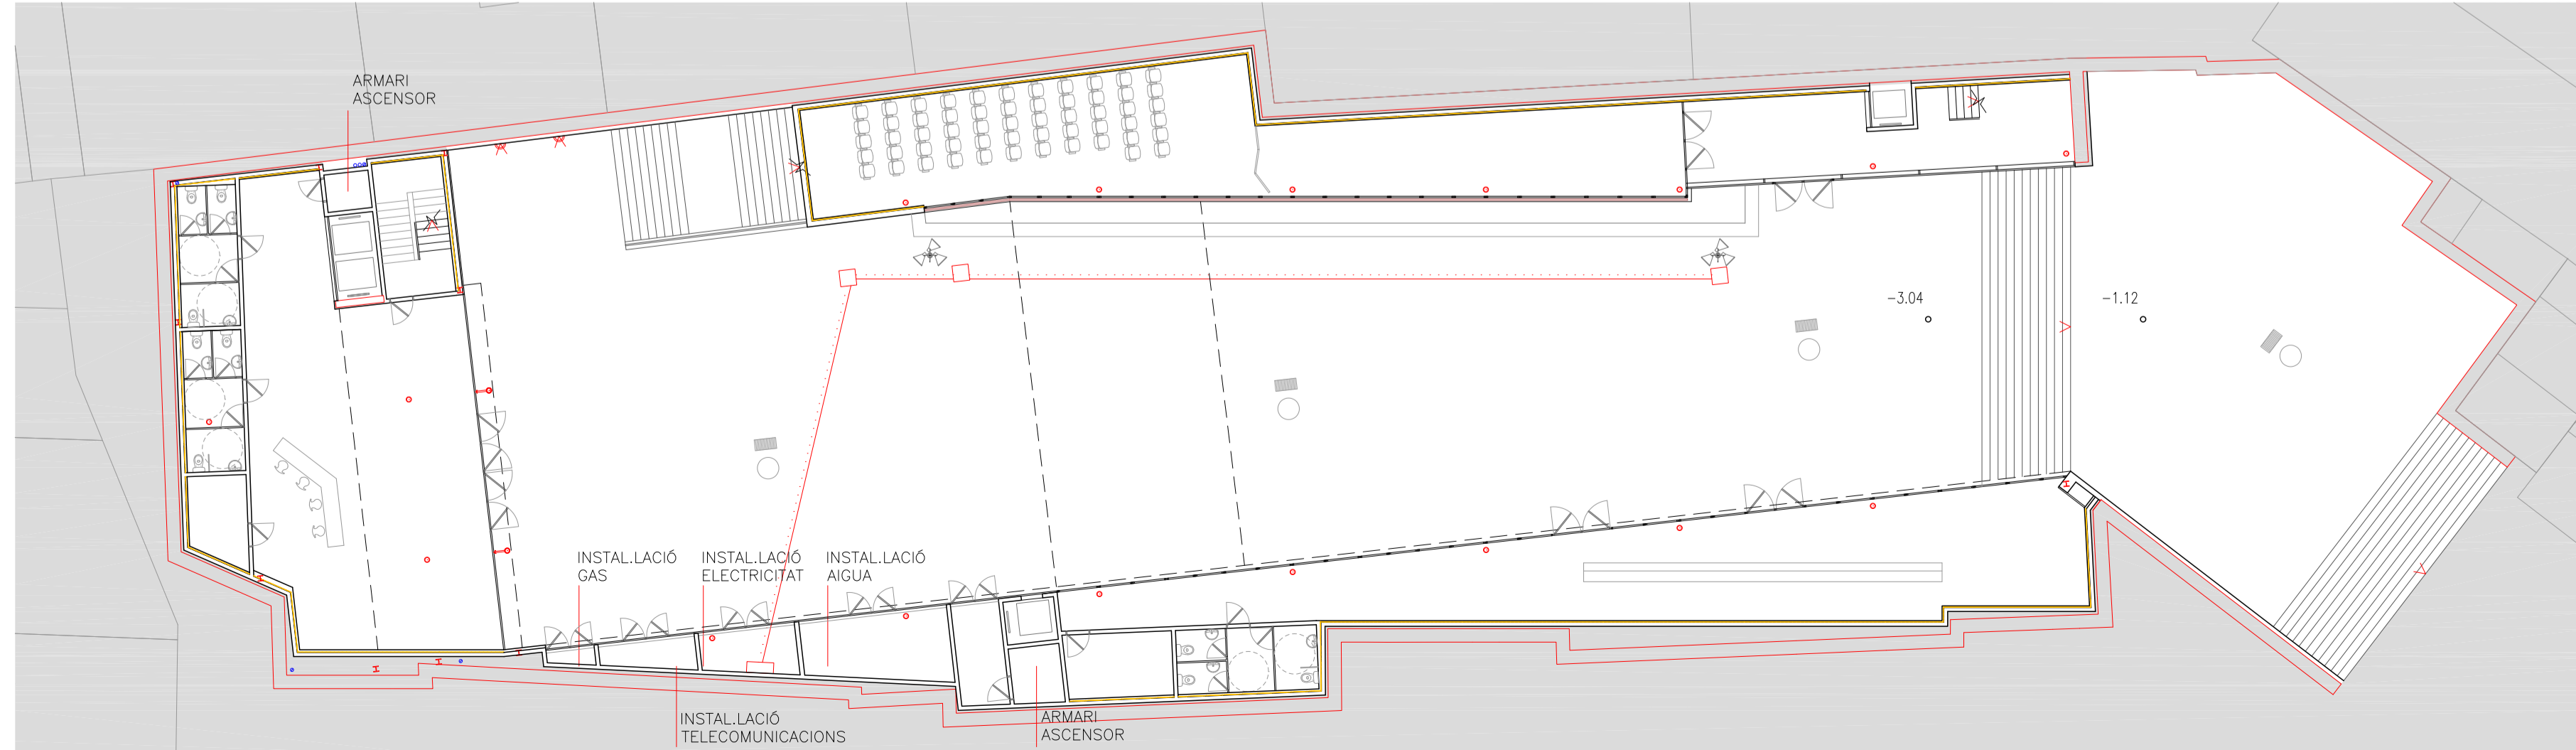 ARMARI
ASCENSOR
-3.04
-1.12
INSTAL.LACIÓ
GAS
INSTAL.LACIÓ
ELECTRICITAT
INSTAL.LACIÓ
AIGUA
INSTAL.LACIÓ
TELECOMUNICACIONS
ARMARI
ASCENSOR